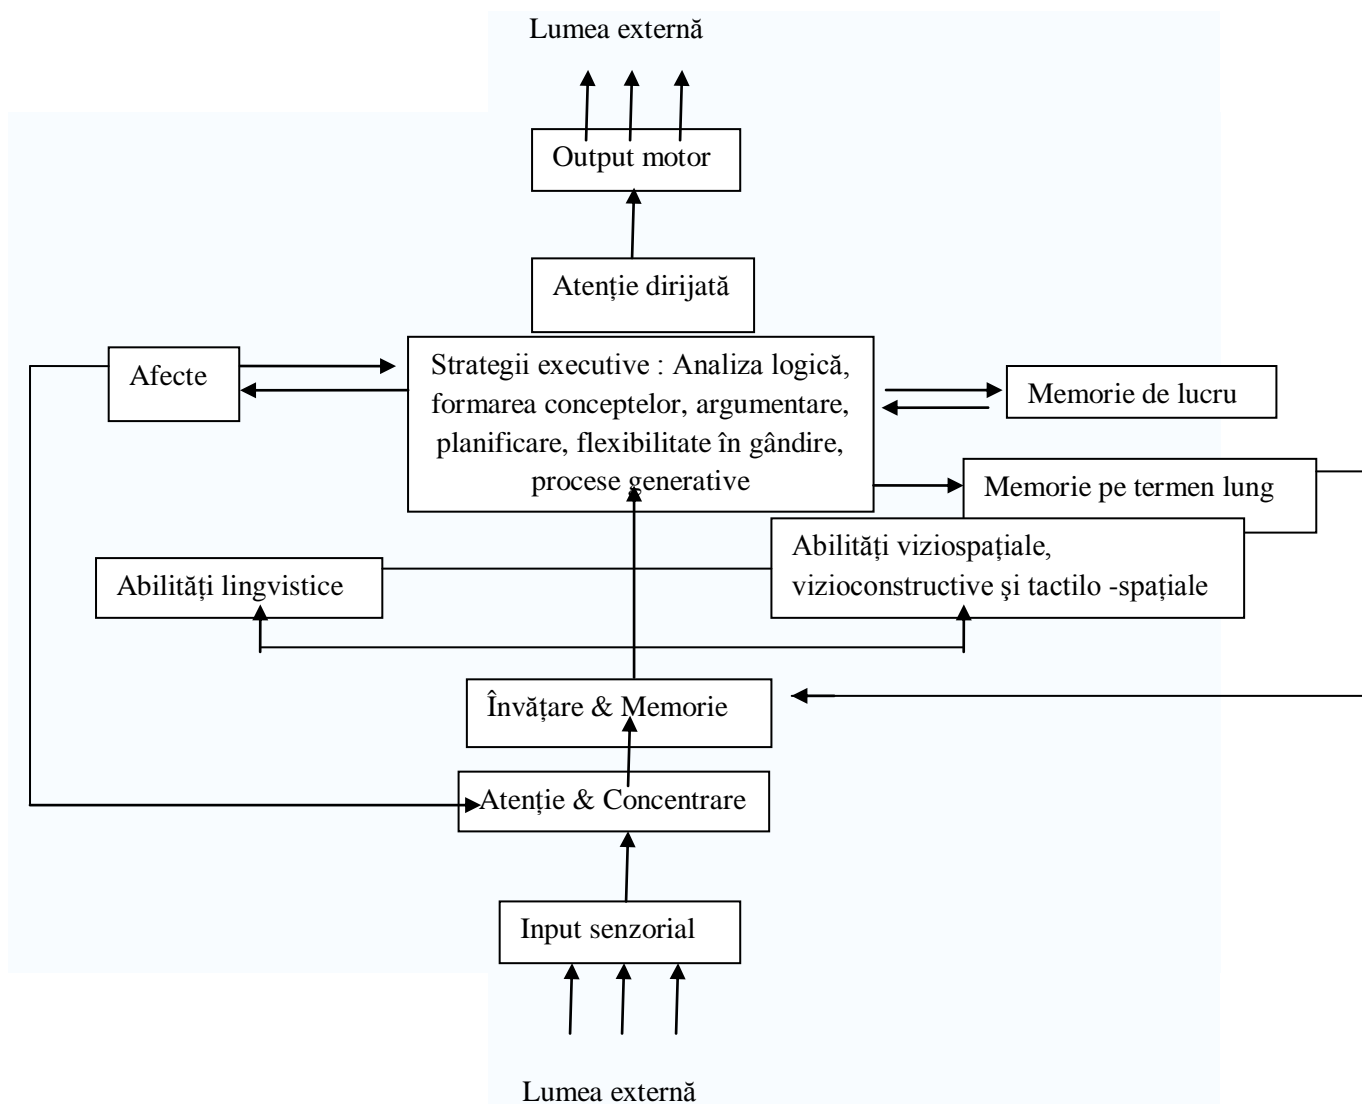 Lumea externă
Output motor
Atenție dirijată
Afecte
Strategii executive : Analiza logică,
formarea conceptelor, argumentare,
planificare, flexibilitate în gândire,
procese generative
Memorie de lucru
Memorie pe termen lung
Abilități viziospațiale,
vizioconstructive şi tactilo -spațiale
Abilități lingvistice
Învățare & Memorie
Atenție & Concentrare
Input senzorial
Lumea externă